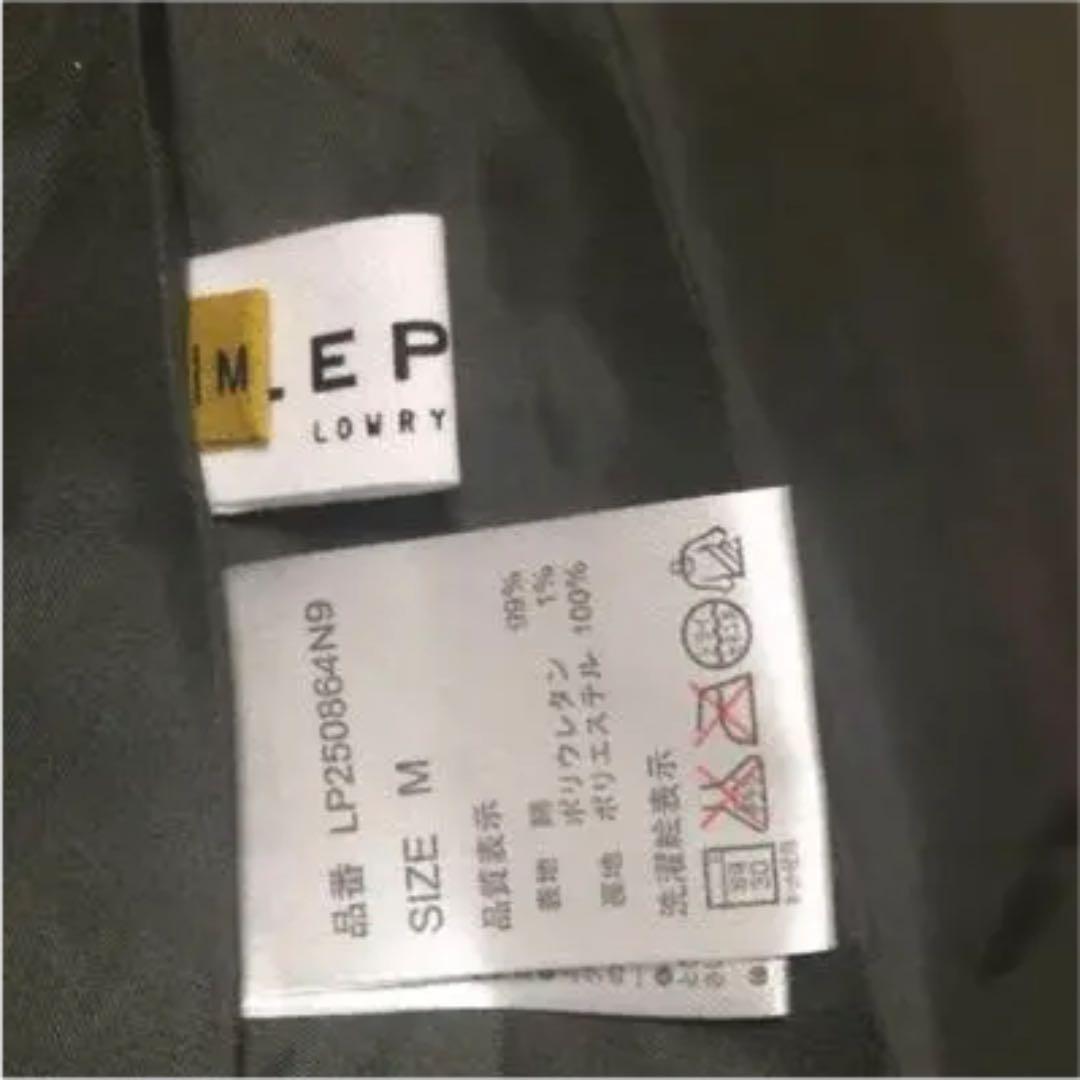 M
.EP
LOWRY
品番 LP250864N9
SIZE M
品質表示
表地 綿 99%
ポリウレタン 1%
裏地 ポリエステル 100%
洗濯絵表示